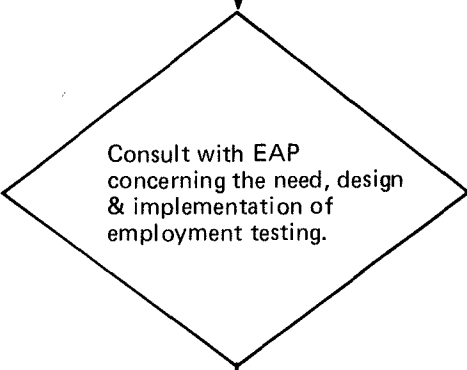 Consult with EAP
concerning the need, design
& implementation of
employment testing.